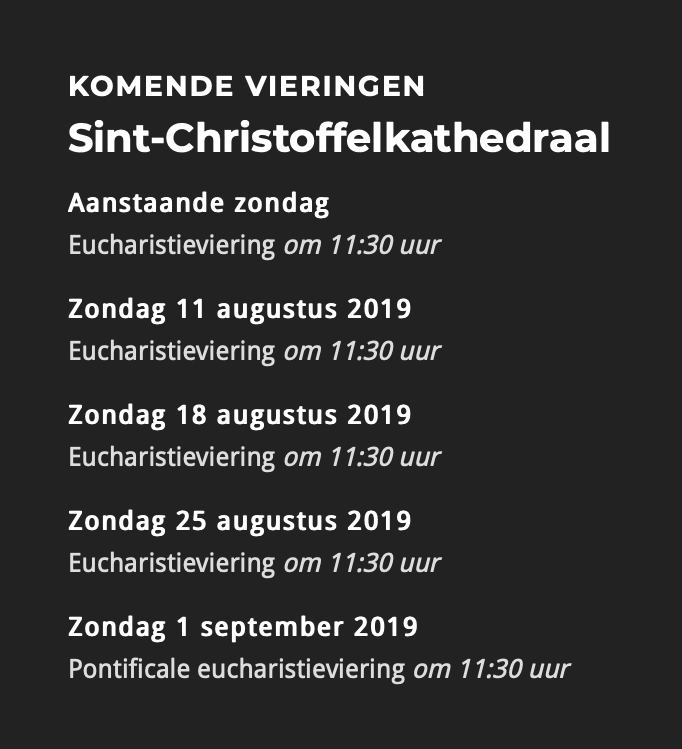 KOMENDE VIERINGEN
Sint-Christoffelkathedraal
Aanstaande zondag
Eucharistieviering om 11:30 uur
Zondag 11 augustus 2019
Eucharistieviering om 11:30 uur
Zondag 18 augustus 2019
Eucharistieviering om 11:30 uur
Zondag 25 augustus 2019
Eucharistieviering om 11:30 uur
Zondag 1 september 2019
Pontificale eucharistieviering om 11:30 uur